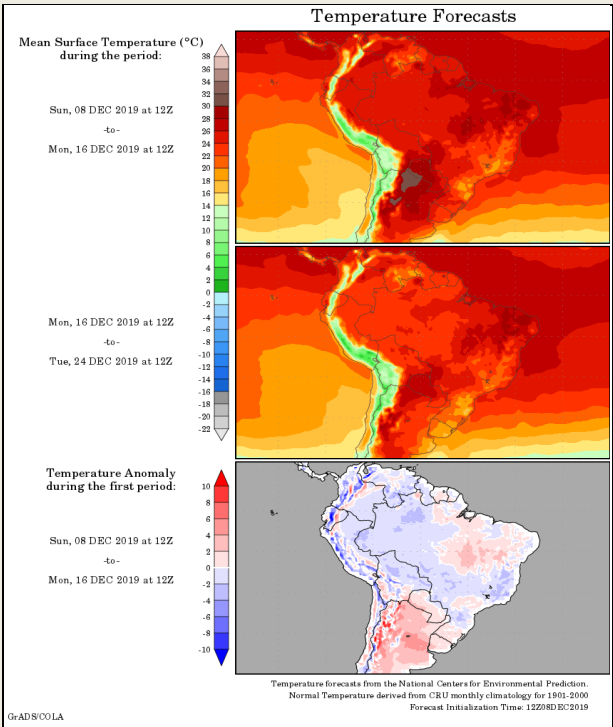 Temperature Forecasts
Mean Surface Temperature (°C)
during the period:
Sun, 08 DEC 2019 at 12Z
-to-
Mon, 16 DEC 2019 at 12Z
38
36
34
32
30
28
26
24
22
20
18
16
14
12
10
8
6
4
2
0
-2
-4
-6
-8
-10
-12
-14
-16
-18
-20
-22
Mon, 16 DEC 2019 at 12Z
-to-
Tue, 24 DEC 2019 at 12Z
Temperature Anomaly
during the first period:
Sun, 08 DEC 2019 at 12Z
-to-
Mon, 16 DEC 2019 at 12Z
10
8
6
4
2
0
-2
-4
-6
-8
-10
Temperature forecasts from the National Centers for Environmental Prediction.
Normal Temperature derived from CRU monthly climatology for 1901-2000
Forecast Initialization Time: 12Z08DEC2019
GrADS/COLA